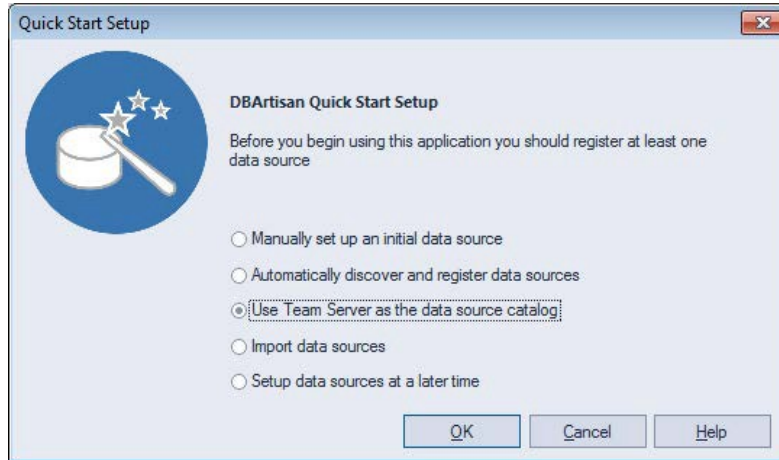 Quick Start Setup
DBArtisan Quick Start Setup
Before you begin using this application you should register at least one
data source
Manually set up an initial data source
Automatically discover and register data sources
Use Team Server as the data source catalog
Import data sources
Setup data sources at a later time
OK Cancel Help